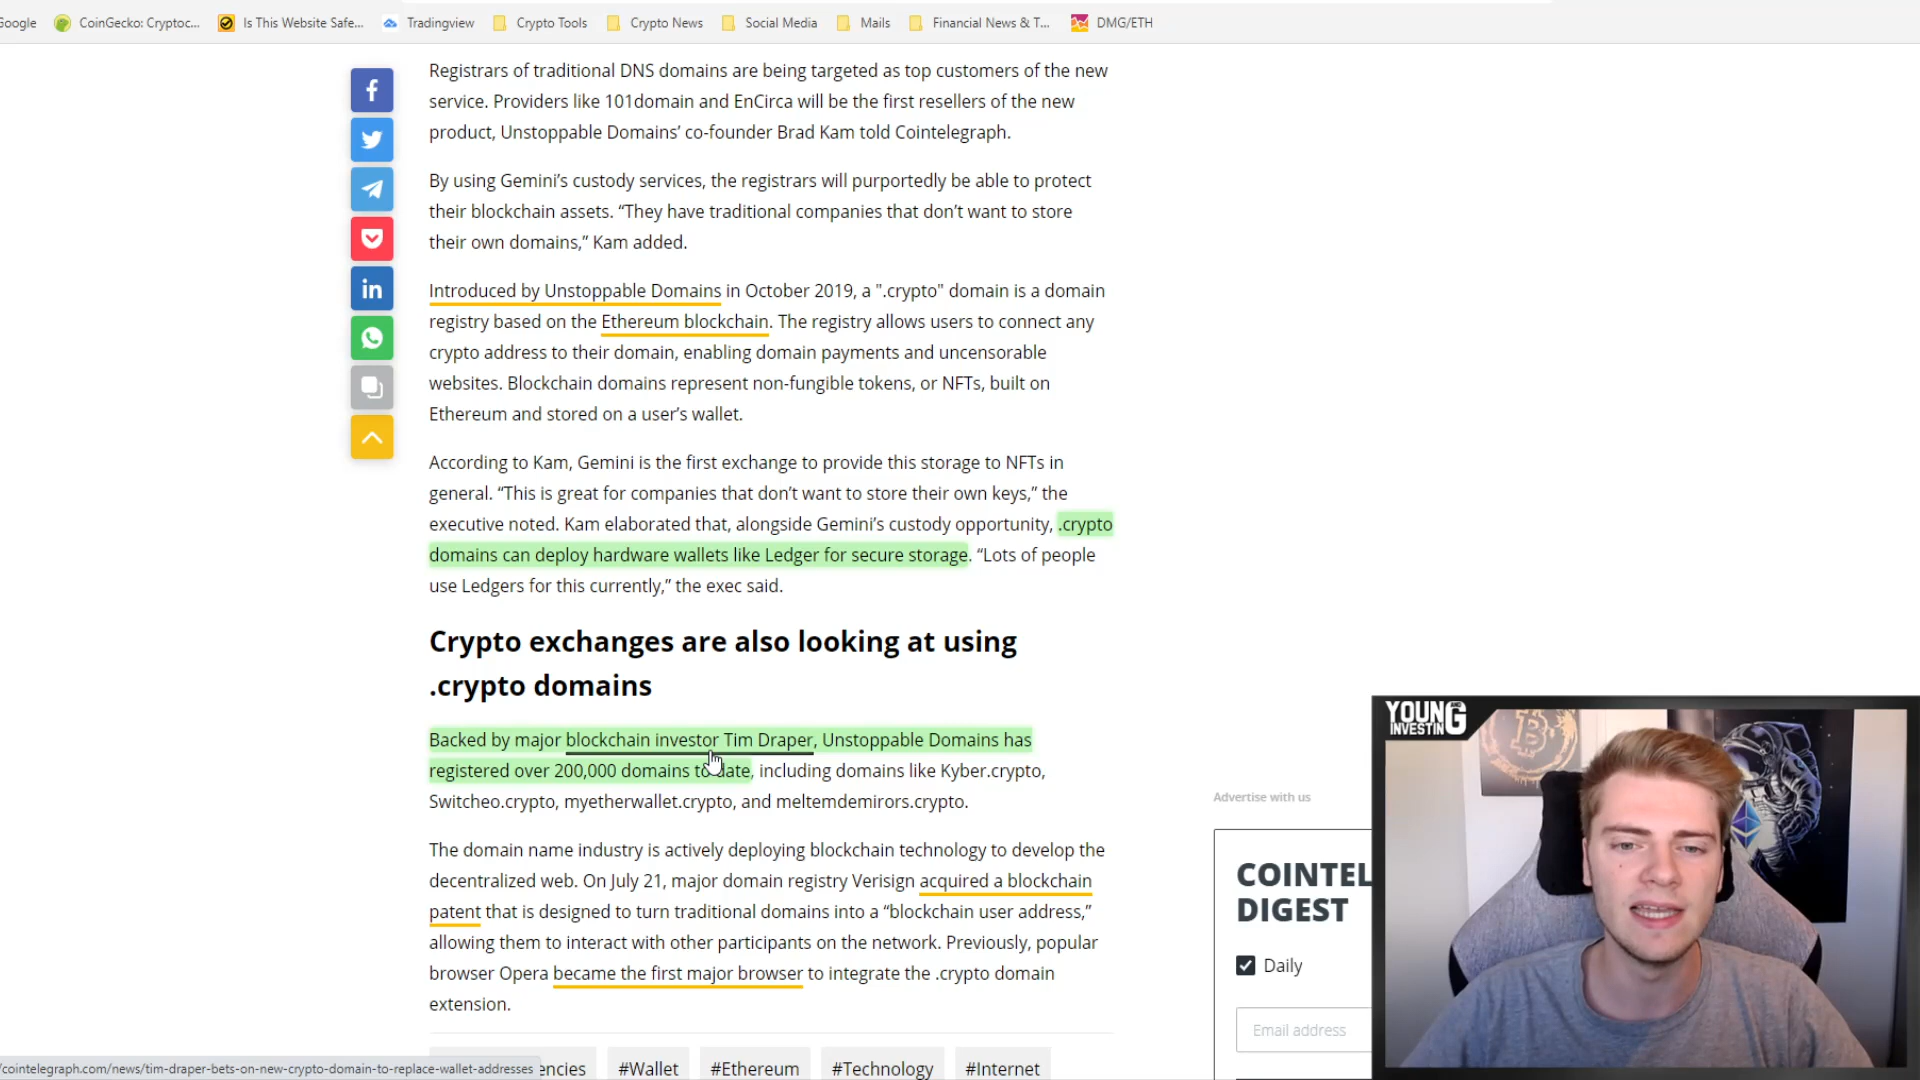 Google
CoinGecko: Cryptoc...
Is This Website Safe...
Tradingview
Crypto Tools
Crypto News
Social Media
Mails
Financial News & T...
DMG/ETH
Registrars of traditional DNS domains are being targeted as top customers of the new
service. Providers like 101domain and EnCirca will be the first resellers of the new
product, Unstoppable Domains’ co-founder Brad Kam told Cointelegraph.
By using Gemini’s custody services, the registrars will purportedly be able to protect
their blockchain assets. “They have traditional companies that don’t want to store
their own domains,” Kam added.
Introduced by Unstoppable Domains in October 2019, a ".crypto" domain is a domain
registry based on the Ethereum blockchain. The registry allows users to connect any
crypto address to their domain, enabling domain payments and uncensorable
websites. Blockchain domains represent non-fungible tokens, or NFTs, built on
Ethereum and stored on a user’s wallet.
According to Kam, Gemini is the first exchange to provide this storage to NFTs in
general. “This is great for companies that don’t want to store their own keys,” the
executive noted. Kam elaborated that, alongside Gemini’s custody opportunity, .crypto
domains can deploy hardware wallets like Ledger for secure storage. “Lots of people
use Ledgers for this currently,” the exec said.
Crypto exchanges are also looking at using
.crypto domains
Backed by major blockchain investor Tim Draper, Unstoppable Domains has
registered over 200,000 domains to date, including domains like Kyber.crypto,
Switcheo.crypto, myetherwallet.crypto, and meltemdemirors.crypto.
The domain name industry is actively deploying blockchain technology to develop the
decentralized web. On July 21, major domain registry Verisign acquired a blockchain
patent that is designed to turn traditional domains into a “blockchain user address,”
allowing them to interact with other participants on the network. Previously, popular
browser Opera became the first major browser to integrate the .crypto domain
extension.
encies
#Wallet
#Ethereum
#Technology
#Internet
/cointelegraph.com/news/tim-draper-bets-on-new-crypto-domain-to-replace-wallet-addresses
Advertise with us
COINTEL
DIGEST
Daily
Email address
YOUNG
AND
INVESTIN